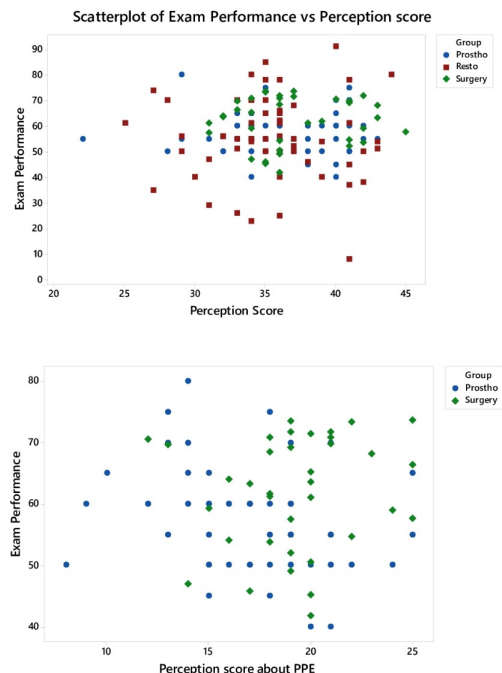 Scatterplot of Exam Performance vs Perception score
Group
Prostho
Resto
Surgery
Exam Performance
90
80
70
60
50
40
30
20
10
0
20 25 30 35 40 45
Perception Score
Group
Prostho
Surgery
Exam Performance
80
70
60
50
40
10 15 20 25
Perception score about PPE